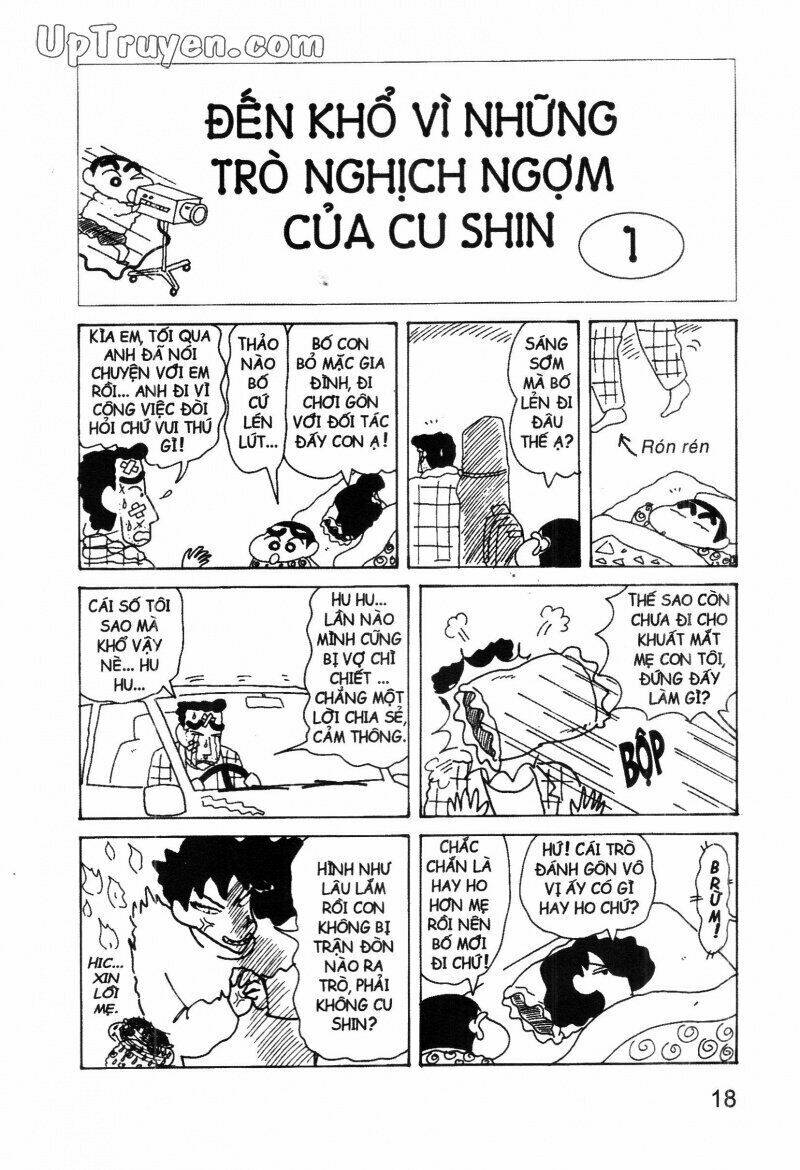 UpTruyen.com
ĐẾN KHỔ VÌ NHỮNG
TRÒ NGHỊCH NGỢM
CỦA CU SHIN
1
Rón rén
SÁNG
SỚM
MÀ BỐ
LẺN ĐI
ĐÂU
THẾ Ạ?
BỐ CON
BỎ MẶC GIA
ĐÌNH, ĐI
CHƠI GÔN
VỚI ĐỐI TÁC
ĐẤY CON Ạ!
THẢO
NÀO
BỐ
CỨ
LÉN
LÚT...
KÌA EM, TỐI QUA
ANH ĐÃ NÓI
CHUYỆN VỚI EM
RỒI... ANH ĐI VÌ
CÔNG VIỆC ĐÒI
HỎI CHỨ VUI THÚ
GÌ!
THẾ SAO CÒN
CHƯA ĐI CHO
KHUẤT MẮT
MẸ CON TÔI,
ĐỨNG ĐẤY
LÀM GÌ?
BỘP
HU HU...
LẦN NÀO
MÌNH CŨNG
BỊ VỢ CHÌ
CHIẾT ...
CHẲNG MỘT
LỜI CHIA SẺ,
CẢM THÔNG.
CÁI SỐ TÔI
SAO MÀ
KHỔ VẬY
NÈ... HU
HU...
BRỪM!
HỨ! CÁI TRÒ
ĐÁNH GÔN VÔ
VỊ ẤY CÓ GÌ
HAY HO CHỨ?
CHẮC
CHẮN LÀ
HAY HO
HƠN MẸ
RỒI NÊN
BỐ MỚI
ĐI CHỨ!
HÌNH NHƯ
LÂU LẮM
RỒI CON
KHÔNG BỊ
TRẬN ĐÒN
NÀO RA
TRÒ, PHẢI
KHÔNG CU
SHIN?
HIC...
XIN
LỖI
MẸ.
18